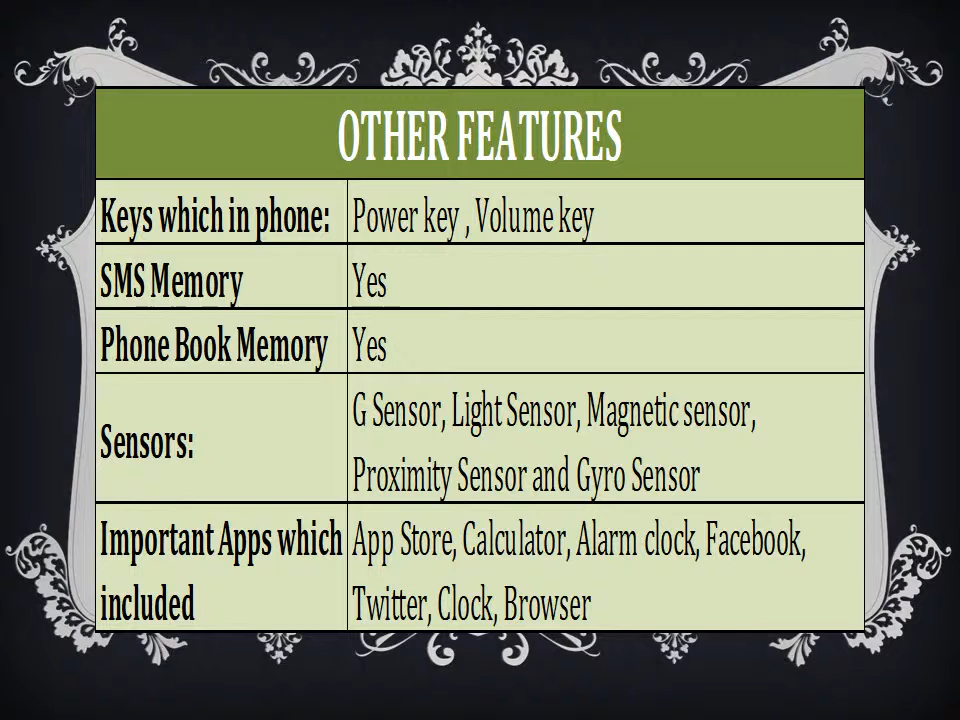 OTHER FEATURES
Keys which in phone: Power key , Volume key
SMS Memory Yes
Phone Book Memory Yes
Sensors: G Sensor, Light Sensor, Magnetic sensor,
Proximity Sensor and Gyro Sensor
Important Apps which App Store, Calculator, Alarm clock, Facebook,
included Twitter, Clock, Browser